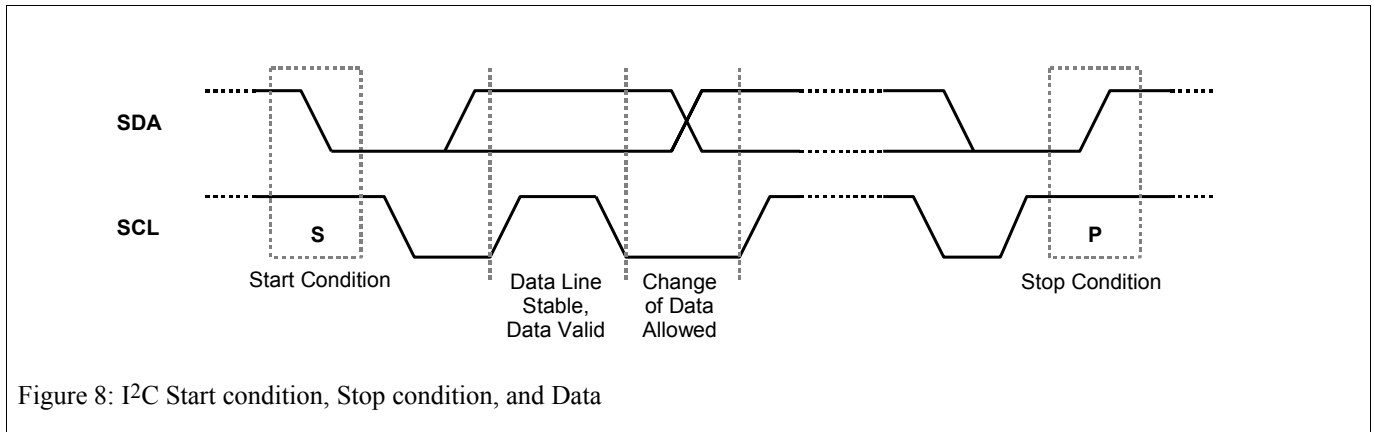 SDA
SCL
S
P
Start Condition
Data Line
Stable,
Data Valid
Change
of Data
Allowed
Stop Condition
Figure 8: I2C Start condition, Stop condition, and Data